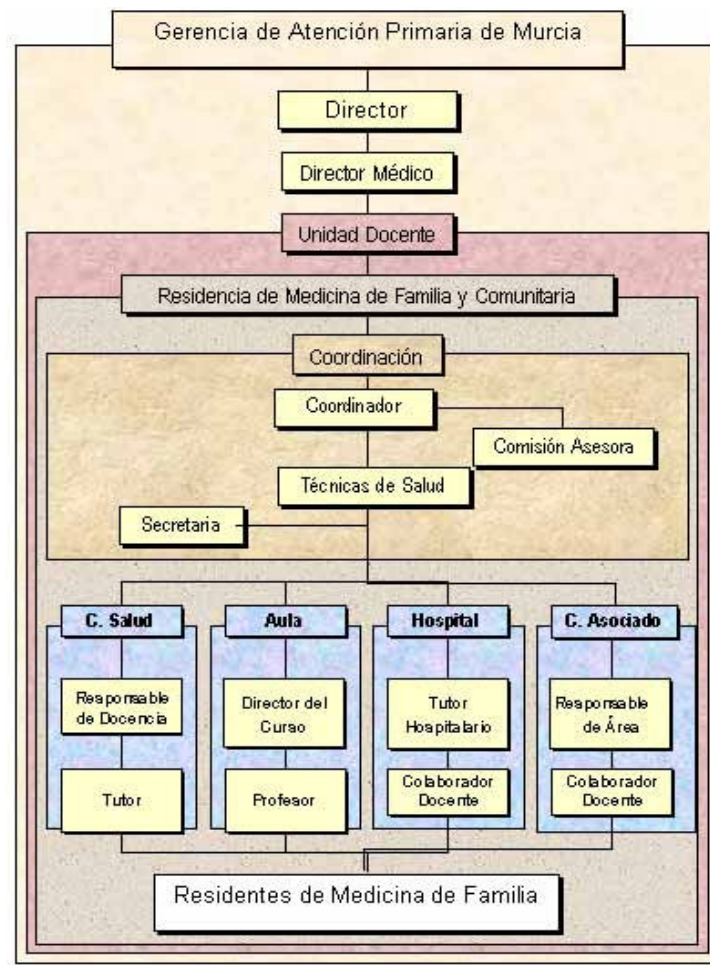 Gerencia de Atención Primaria de Murcia
Director
Director Médico
Unidad Docente
Residencia de Medicina de Familia y Comunitaria
Coordinación
Coordinador
Comisión Asesora
Técnicas de Salud
Secretaria
C. Salud
Responsable
de Docencia
Tutor
Aula
Director del
Curso
Profesor
Hospital
Tutor
Hospitalario
Colaborador
Docente
C. Asociado
Responsable
de Área
Colaborador
Docente
Residentes de Medicina de Familia